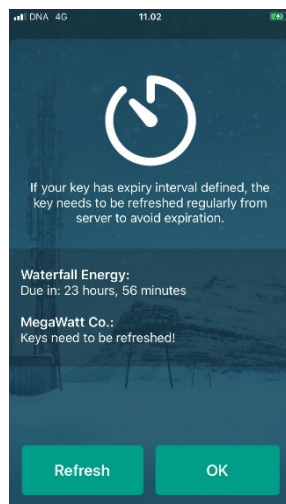 DNA 4G 11.02
If your key has expiry interval defined, the
key needs to be refreshed regularly from
server to avoid expiration.
Waterfall Energy:
Due in: 23 hours, 56 minutes
MegaWatt Co.:
Keys need to be refreshed!
Refresh OK